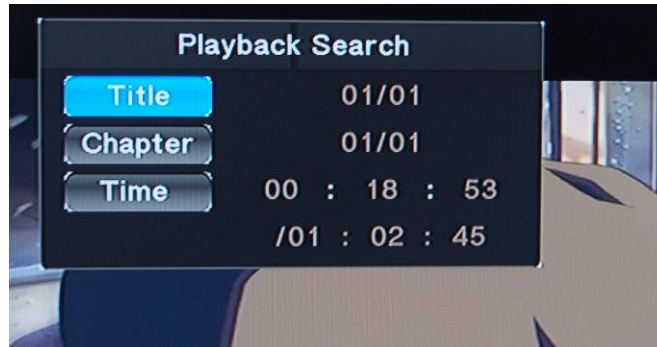 Playback Search
Title 01/01
Chapter 01/01
Time 00 : 18 : 53
/01 : 02 : 45